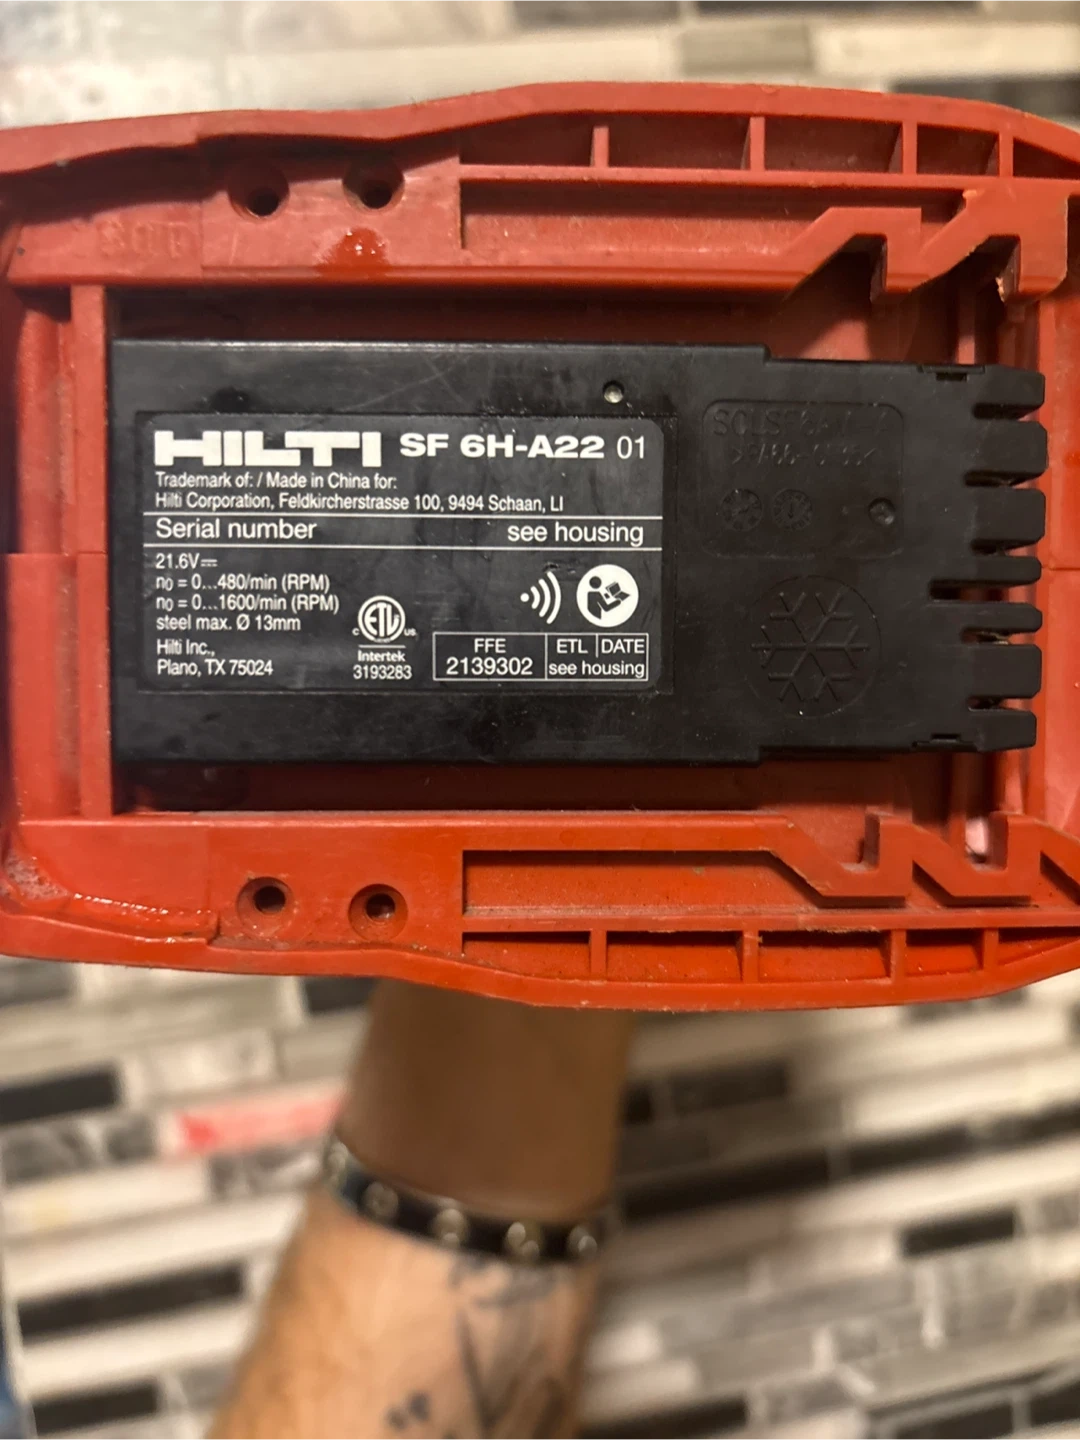 HILTI SF 6H-A22 01
Trademark of: / Made in China for:
Hilti Corporation, Feldkircherstrasse 100, 9494 Schaan, LI
Serial number see housing
21.6V⎓
n₀ = 0...480/min (RPM)
n₀ = 0...1600/min (RPM)
steel max. Ø 13mm
Hilti Inc.,
Plano, TX 75024
C ETL US
Intertek
3193283
FFE
2139302
ETL DATE
see housing